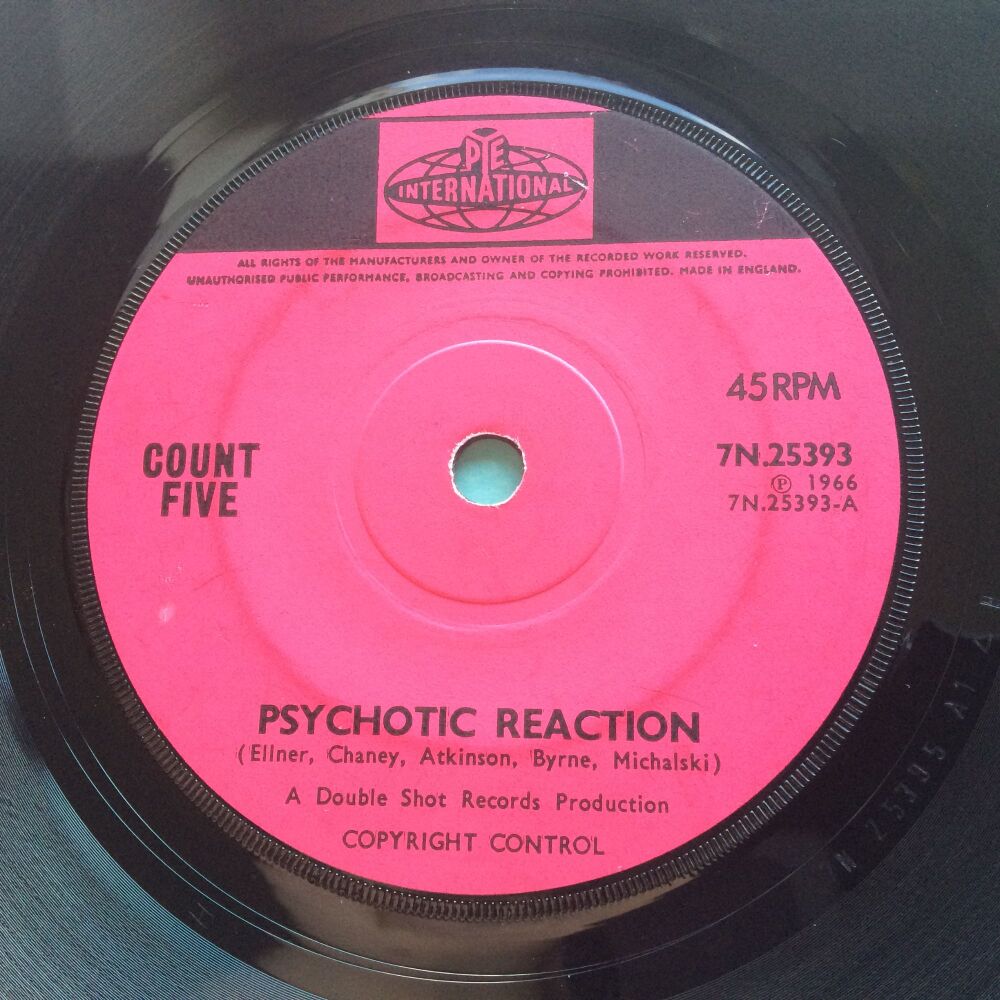 PYE
INTERNATIONAL
ALL RIGHTS OF THE MANUFACTURERS AND OWNER OF THE RECORDED WORK RESERVED.
UNAUTHORISED PUBLIC PERFORMANCE, BROADCASTING AND COPYING PROHIBITED. MADE IN ENGLAND.
45 RPM
COUNT
FIVE
7N.25393
Ⓟ 1966
7N.25393-A
PSYCHOTIC REACTION
(Ellner, Chaney, Atkinson, Byrne, Michalski)
A Double Shot Records Production
COPYRIGHT CONTROL